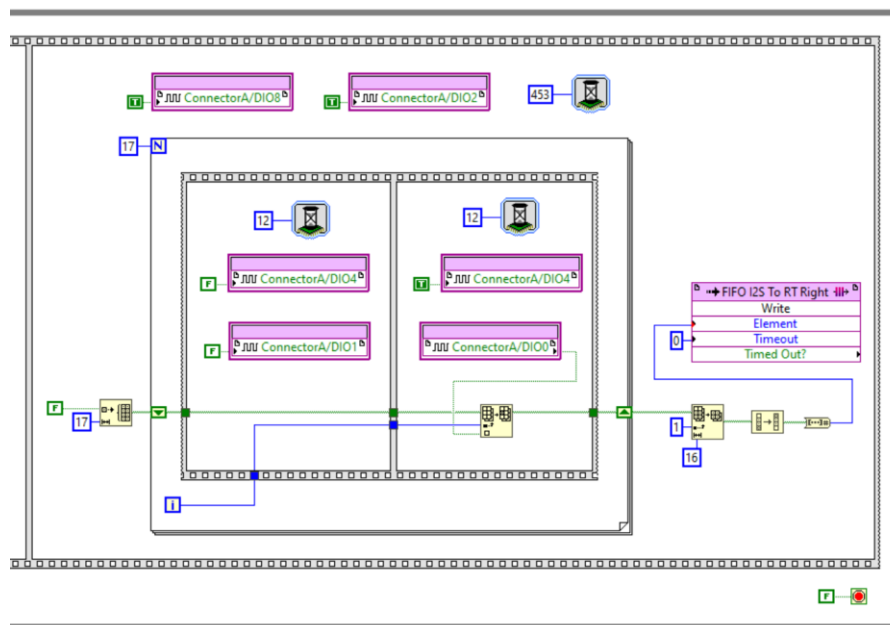 T
ConnectorA/DIO8
T
ConnectorA/DIO2
453
17
N
12
12
F
ConnectorA/DIO4
T
ConnectorA/DIO4
F
ConnectorA/DIO1
ConnectorA/DIO0
FIFO I2S To RT Right
Write
Element
0
Timeout
Timed Out?
F
17
1
16
i
F